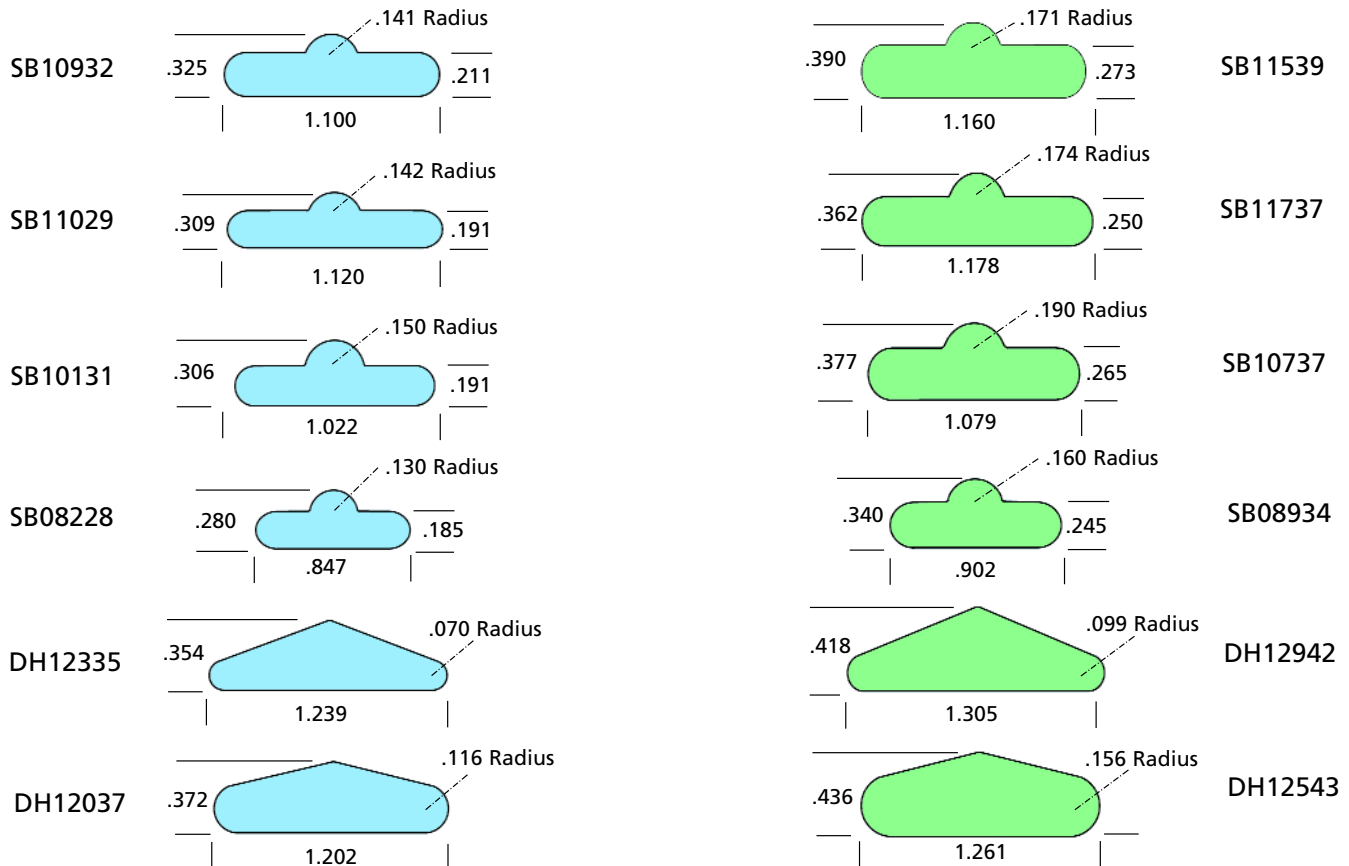 .141 Radius
SB10932
.325
.211
1.100
.171 Radius
.390
.273
SB11539
1.160
.142 Radius
SB11029
.309
.191
1.120
.174 Radius
.362
.250
SB11737
1.178
.150 Radius
SB10131
.306
.191
1.022
.190 Radius
.377
.265
SB10737
1.079
.130 Radius
SB08228
.280
.185
.847
.160 Radius
.340
.245
SB08934
.902
.070 Radius
DH12335
.354
1.239
.099 Radius
.418
DH12942
1.305
.116 Radius
DH12037
.372
1.202
.156 Radius
.436
DH12543
1.261